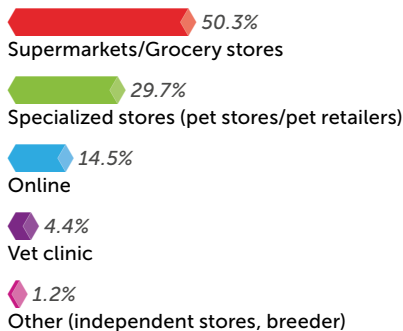 50.3%
Supermarkets/Grocery stores
29.7%
Specialized stores (pet stores/pet retailers)
14.5%
Online
4.4%
Vet clinic
1.2%
Other (independent stores, breeder)